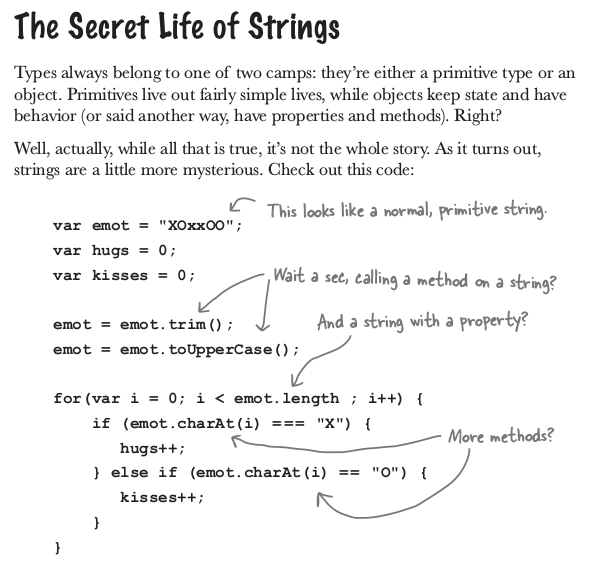 The Secret Life of Strings
Types always belong to one of two camps: they're either a primitive type or an
object. Primitives live out fairly simple lives, while objects keep state and have
behavior (or said another way, have properties and methods). Right?
Well, actually, while all that is true, it's not the whole story. As it turns out,
strings are a little more mysterious. Check out this code:
This looks like a normal, primitive string.
var emot = "XOxxOO";
var hugs = 0;
var kisses = 0;
Wait a sec, calling a method on a string?
emot = emot.trim();
And a string with a property?
emot = emot.toUpperCase();
for(var i = 0; i < emot.length ; i++) {
if (emot.charAt(i) === "X") {
More methods?
hugs++;
} else if (emot.charAt(i) == "O") {
kisses++;
}
}